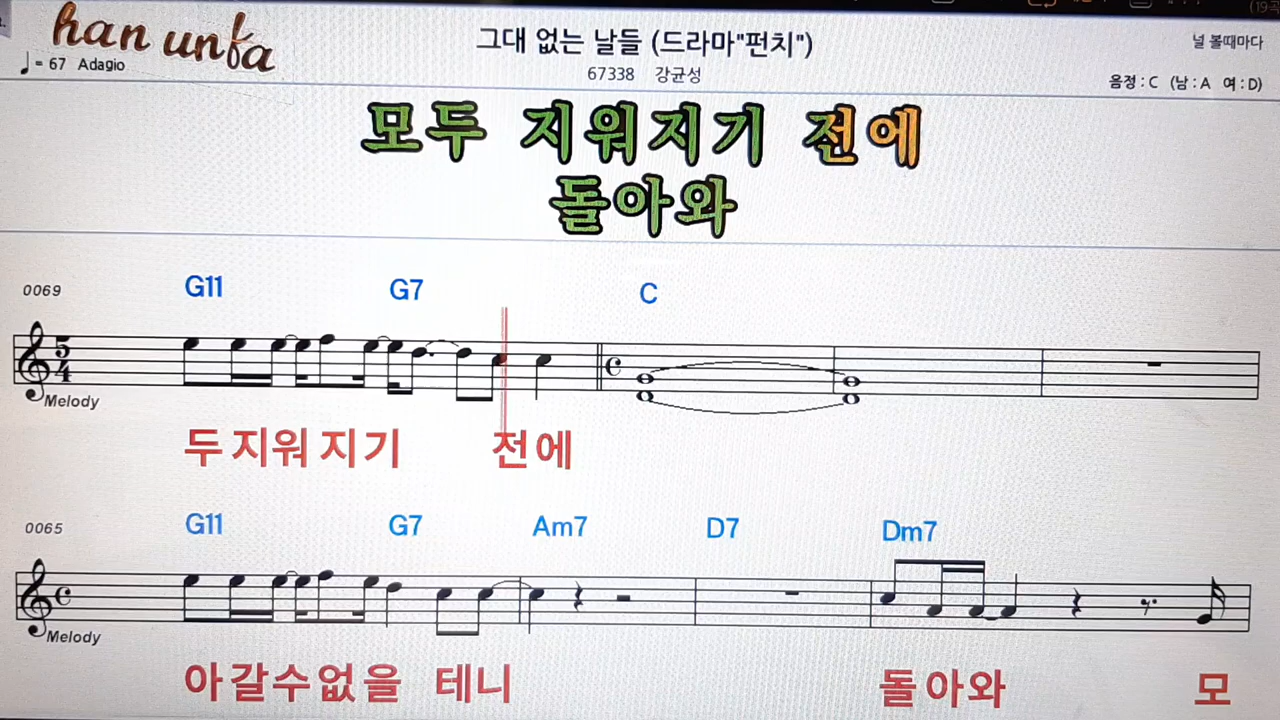 han unfa
그대 없는 날들 (드라마"펀치")
널 볼때마다
♩ = 67 Adagio
67338 강균성
음정 : C (남 : A 여 : D)
모두 지워지기 전에
돌아와
0069
G11 G7 C
5
4
Melody
두 지워 지기 전에
0065
G11 G7 Am7 D7 Dm7
Melody
아갈수없을 테니 돌아와 모